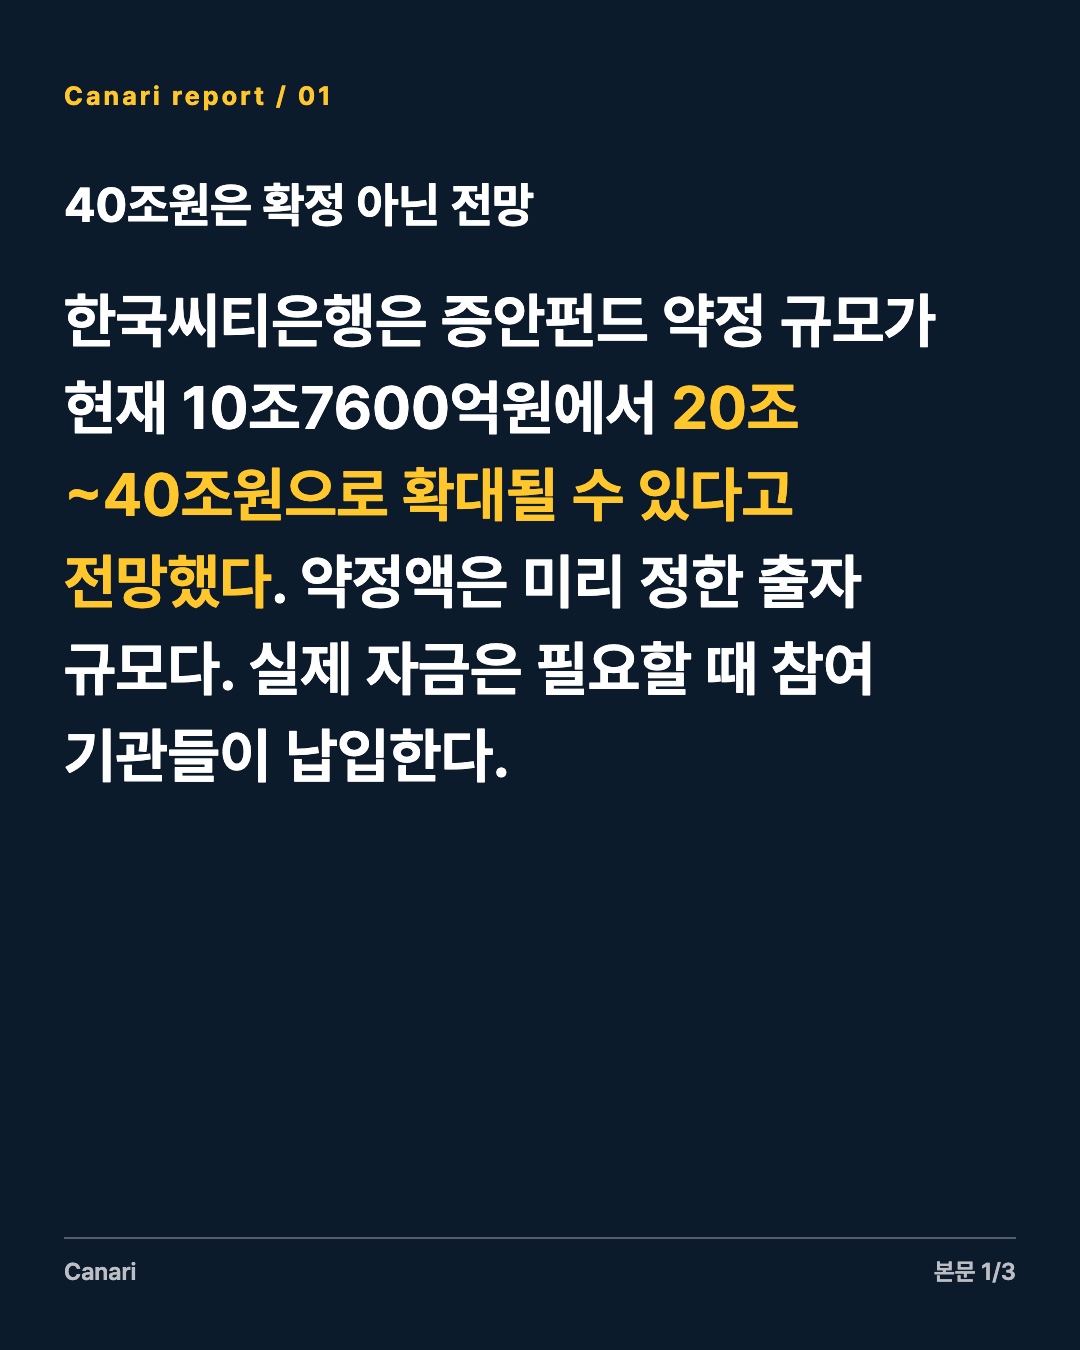 Canari report / 01
40조원은 확정 아닌 전망
한국씨티은행은 증안펀드 약정 규모가
현재 10조7600억원에서 20조
~40조원으로 확대될 수 있다고
전망했다. 약정액은 미리 정한 출자
규모다. 실제 자금은 필요할 때 참여
기관들이 납입한다.
Canari
본문 1/3